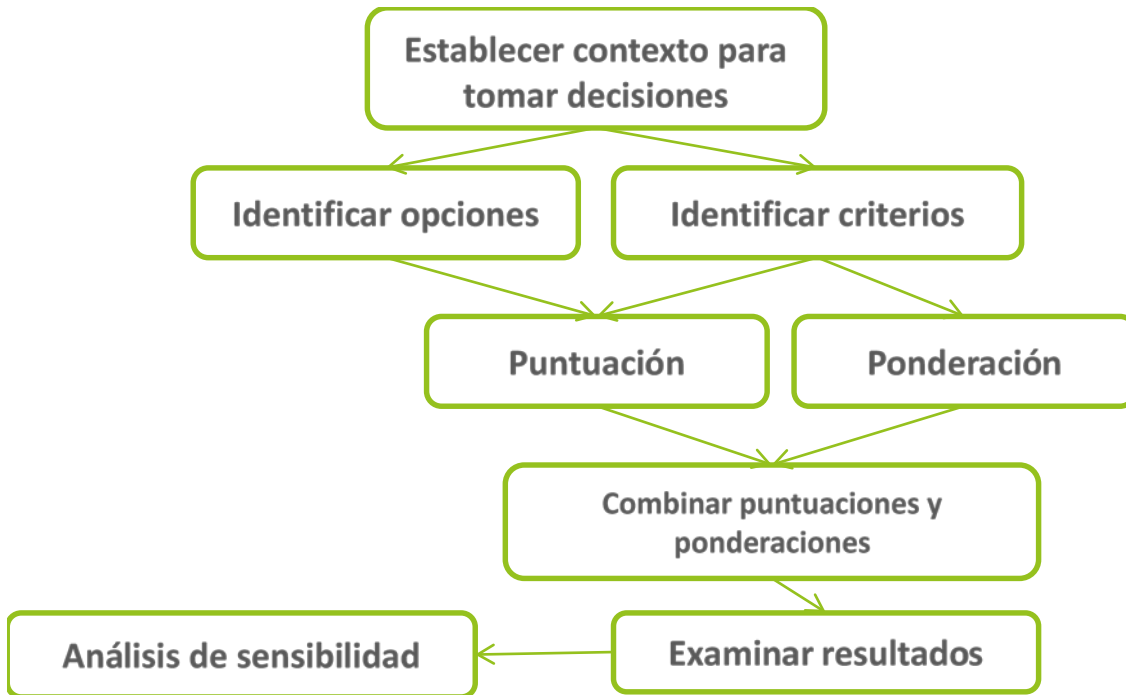 Establecer contexto para
tomar decisiones
Identificar opciones
Identificar criterios
Puntuación
Ponderación
Combinar puntuaciones y
ponderaciones
Análisis de sensibilidad
Examinar resultados